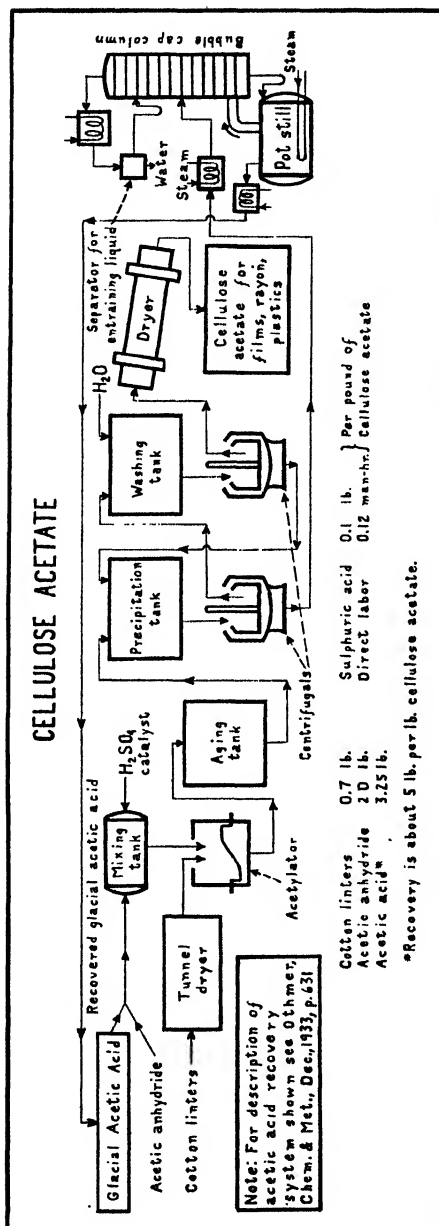 CELLULOSE ACETATE
Glacial Acetic Acid
Recovered glacial acetic acid
Acetic anhydride
Cotton linters
Tunnel
dryer
Mixing
tank
H₂SO₄
catalyst
Acetylator
Aging
tank
Precipitation
tank
Washing
tank
H₂O
Centrifugals
Dryer
Cellulose
acetate for
films, rayon,
plastics
Separator for
entraining liquid
Water
Steam
Bubble cap column
Pot still
Steam
Note: For description of
acetic acid recovery
system shown see Othmer,
Chem. & Met., Dec., 1933, p. 631
Cotton linters 0.7 lb. Sulphuric acid 0.1 lb. } Per pound of
Acetic anhydride 2.0 lb. Direct labor 0.12 man-hr. } Cellulose acetate
Acetic acid* 3.25 lb.
*Recovery is about 5 lb. per lb. cellulose acetate.